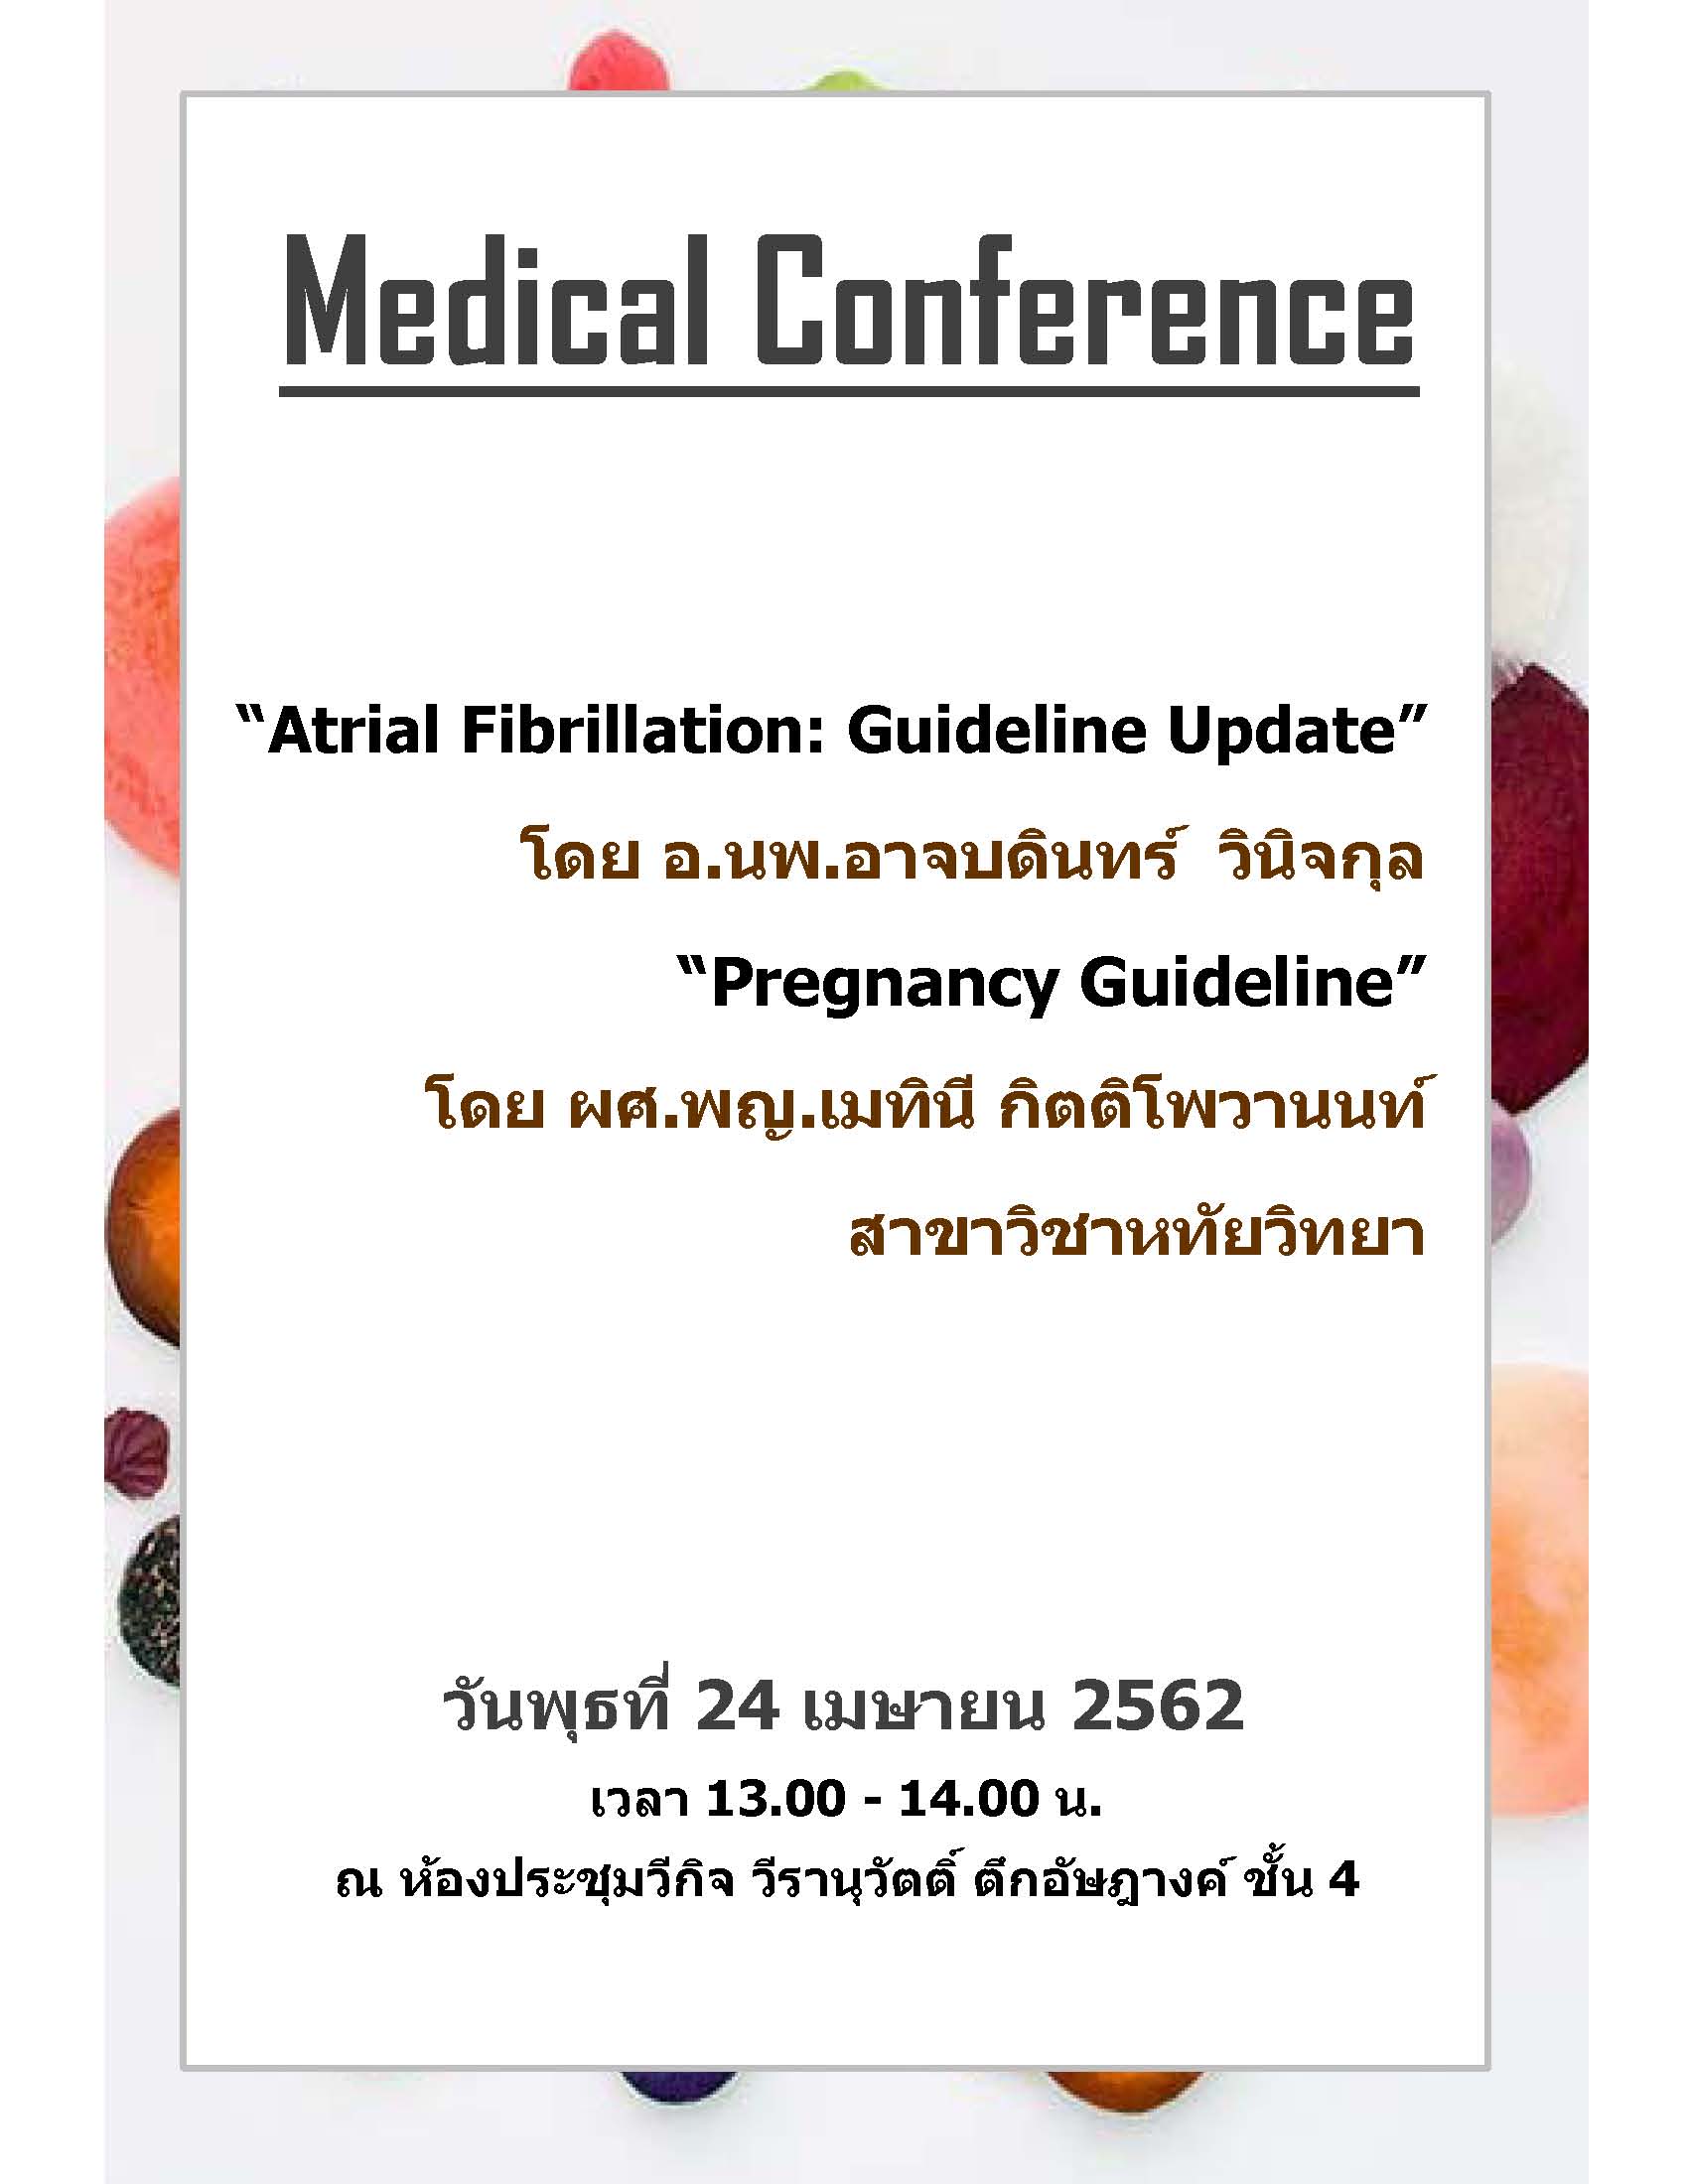 Medical Conference
“Atrial Fibrillation: Guideline Update”
โดย อ.นพ.อาจบดินทร์ วินิจกุล
“Pregnancy Guideline”
โดย ผศ.พญ.เมทินี กิตติโพวานนท์
สาขาวิชาหทัยวิทยา
วันพุธที่ 24 เมษายน 2562
เวลา 13.00 - 14.00 น.
ณ ห้องประชุมวีกิจ วีรานุวัตติ์ ตึกอัษฎางค์ ชั้น 4